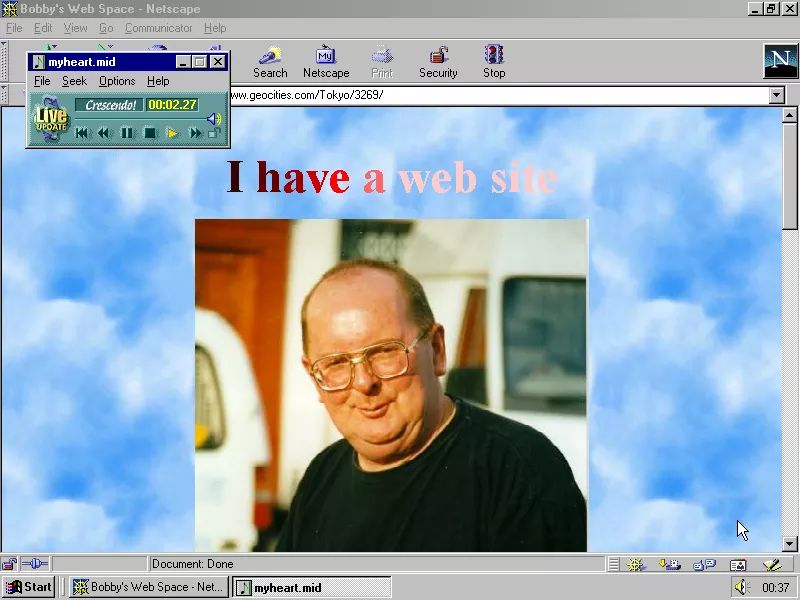 Bobby's Web Space - Netscape
File Edit View Go Communicator Help
myheart.mid
File Seek Options Help
Live
UPDATE
Crescendo! 00:02.27
Search Netscape Print Security Stop
My
N
ww.geocities.com/Tokyo/3269/
I have a web site
Document: Done
Start Bobby's Web Space - Net... myheart.mid 00:37